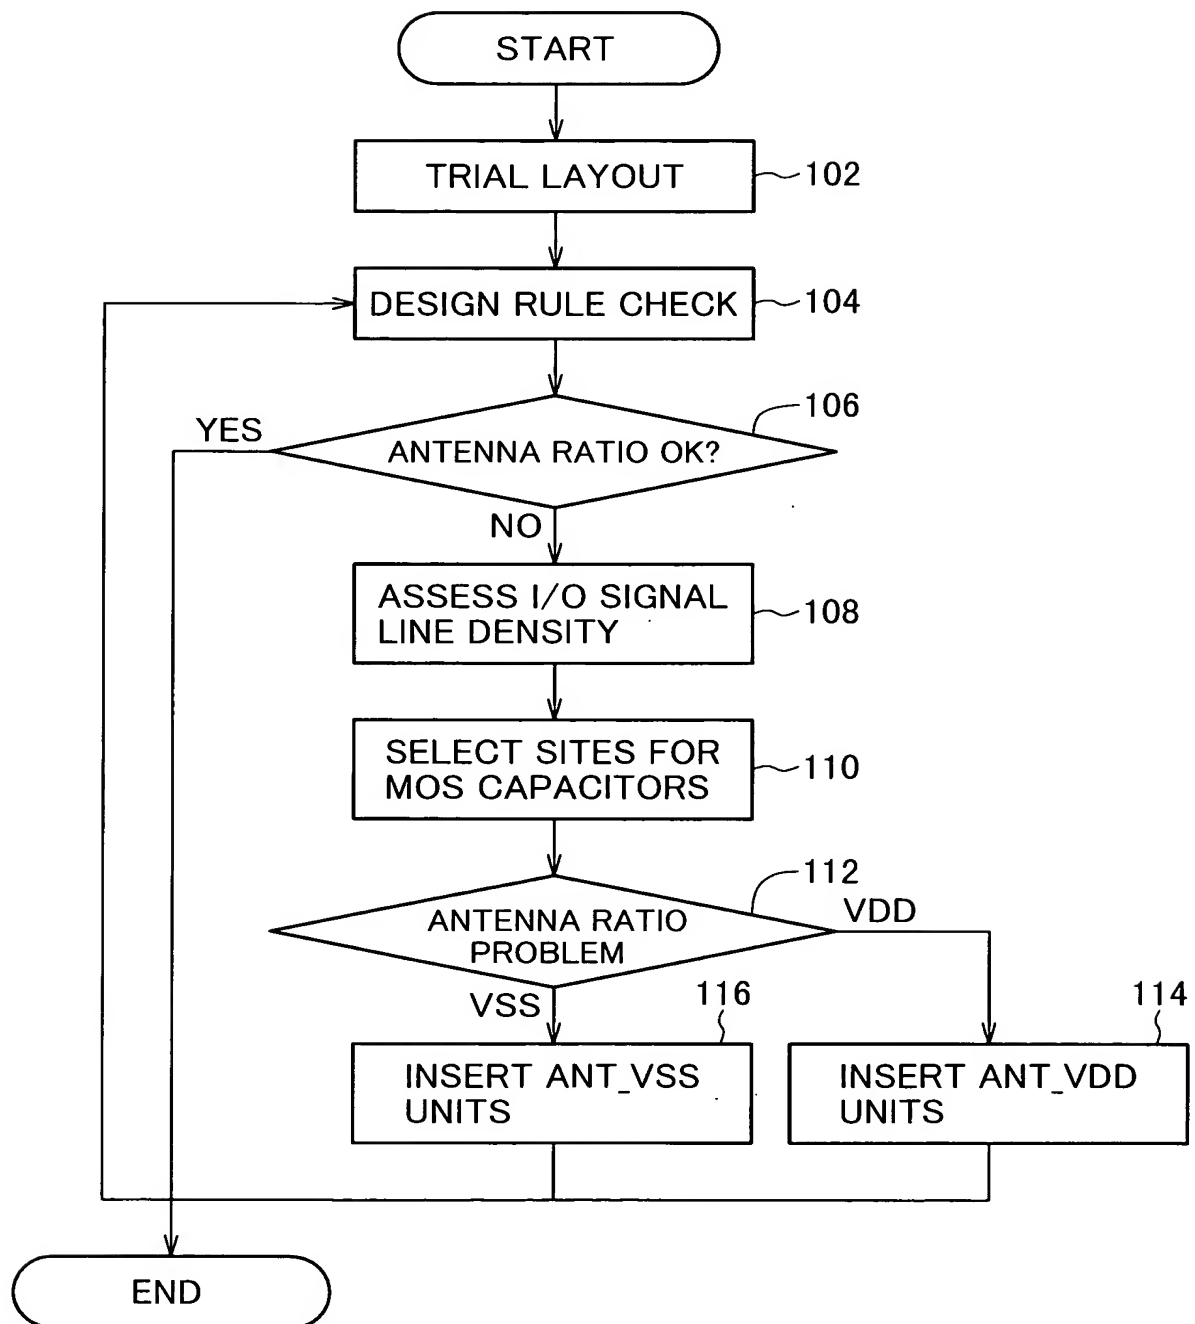 START
TRIAL LAYOUT
102
DESIGN RULE CHECK
104
106
YES
ANTENNA RATIO OK?
NO
ASSESS I/O SIGNAL
LINE DENSITY
108
SELECT SITES FOR
MOS CAPACITORS
110
112
VDD
ANTENNA RATIO
PROBLEM
VSS
116
114
INSERT ANT_VSS
UNITS
INSERT ANT_VDD
UNITS
END